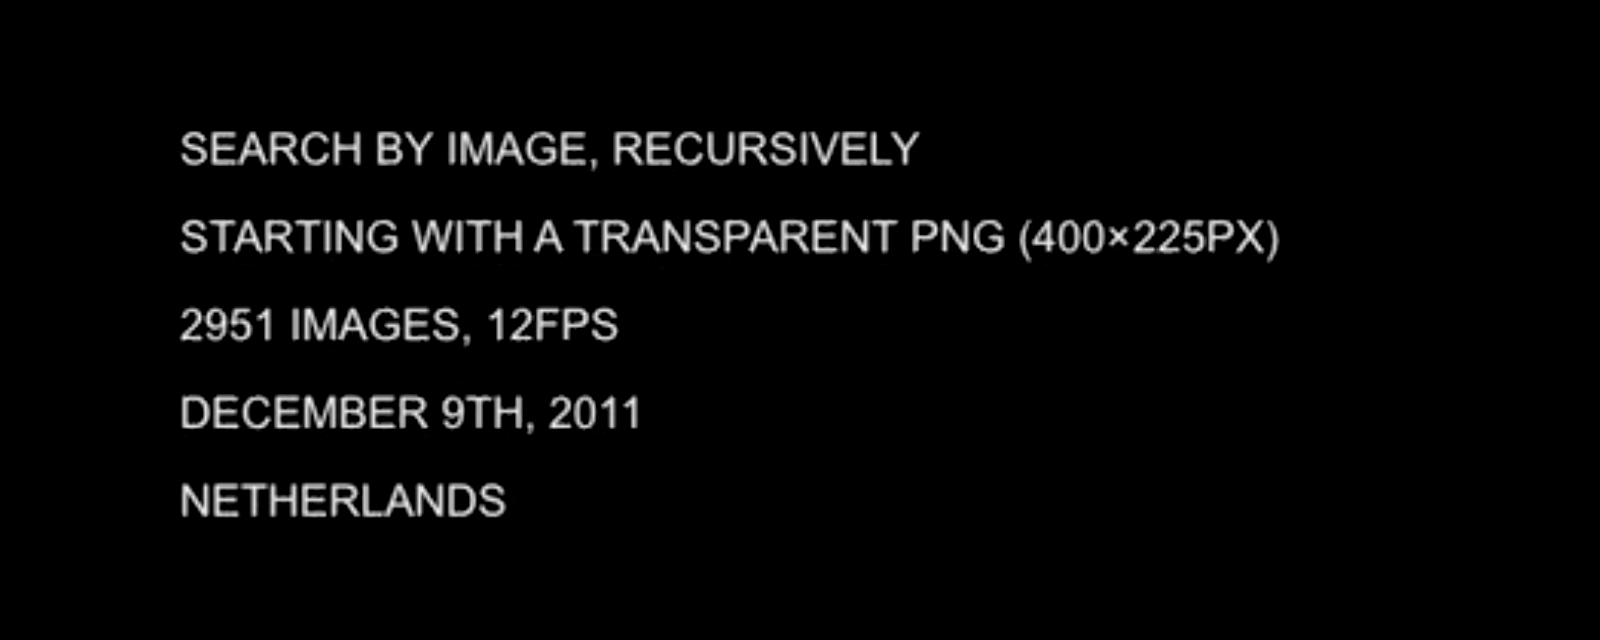 SEARCH BY IMAGE, RECURSIVELY
STARTING WITH A TRANSPARENT PNG (400×225PX)
2951 IMAGES, 12FPS
DECEMBER 9TH, 2011
NETHERLANDS